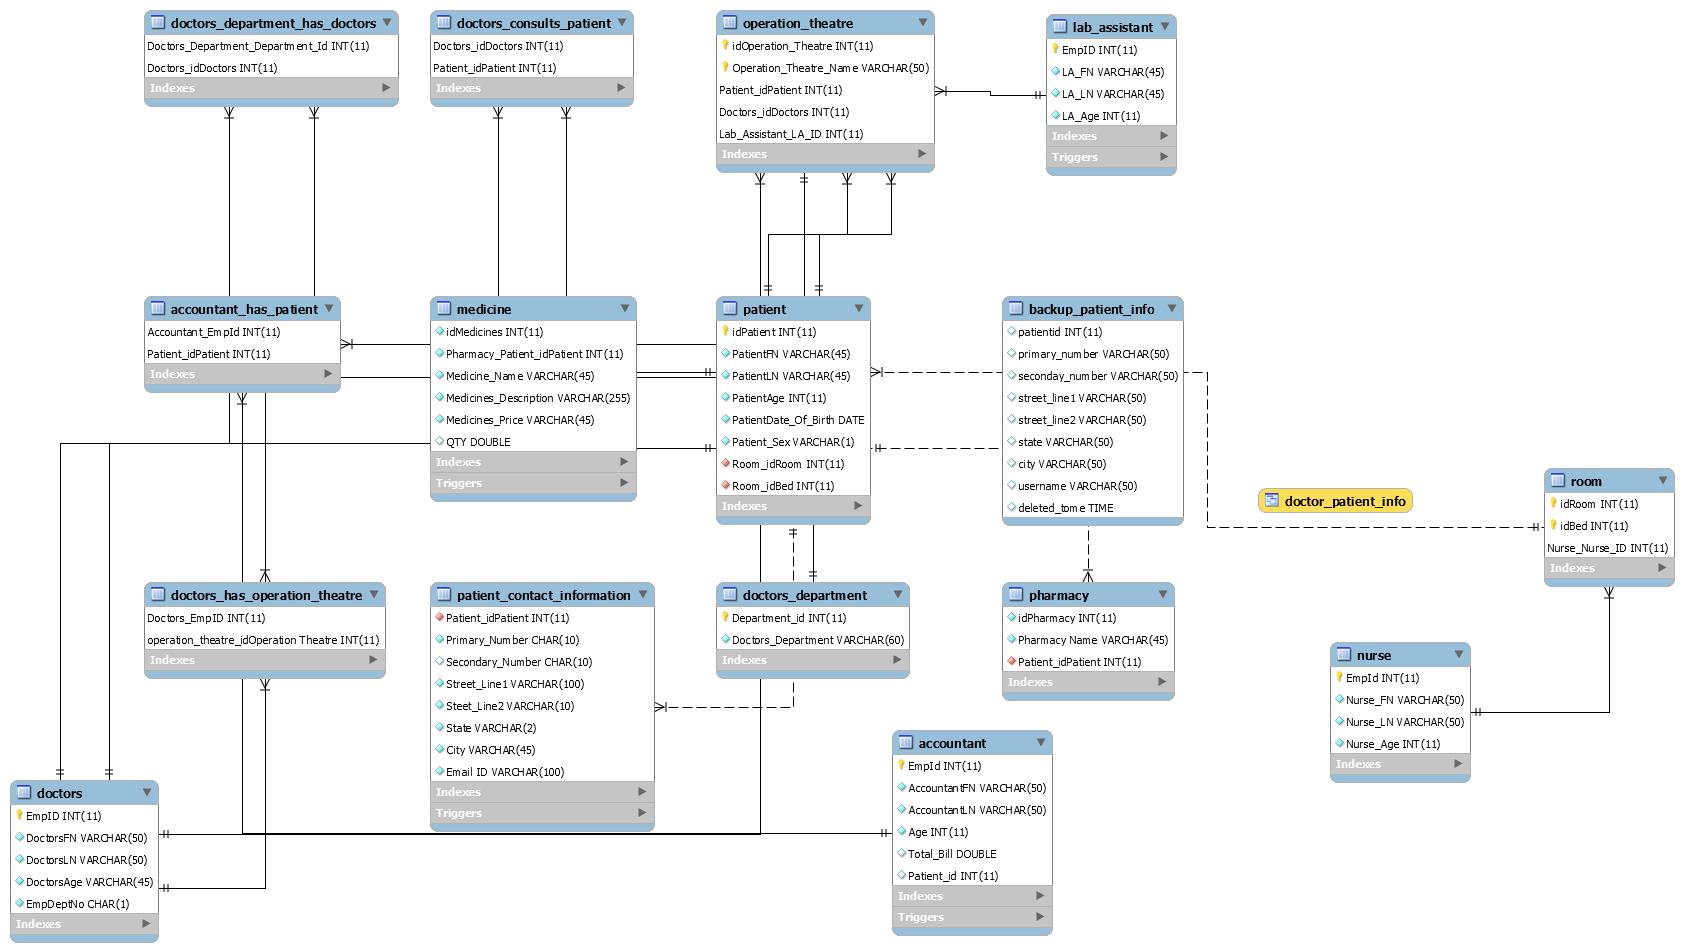 doctors_department_has_doctors
Doctors_Department_Department_Id INT(11)
Doctors_idDoctors INT(11)
Indexes
doctors_consults_patient
Doctors_idDoctors INT(11)
Patient_idPatient INT(11)
Indexes
operation_theatre
idOperation_Theatre INT(11)
Operation_Theatre_Name VARCHAR(50)
Patient_idPatient INT(11)
Doctors_idDoctors INT(11)
Lab_Assistant_LA_ID INT(11)
Indexes
lab_assistant
EmpID INT(11)
LA_FN VARCHAR(45)
LA_LN VARCHAR(45)
LA_Age INT(11)
Indexes
Triggers
accountant_has_patient
Accountant_EmpId INT(11)
Patient_idPatient INT(11)
Indexes
medicine
idMedicines INT(11)
Pharmacy_Patient_idPatient INT(11)
Medicine_Name VARCHAR(45)
Medicines_Description VARCHAR(255)
Medicines_Price VARCHAR(45)
QTY DOUBLE
Indexes
Triggers
patient
idPatient INT(11)
PatientFN VARCHAR(45)
PatientLN VARCHAR(45)
PatientAge INT(11)
PatientDate_Of_Birth DATE
Patient_Sex VARCHAR(1)
Room_idRoom INT(11)
Room_idBed INT(11)
Indexes
backup_patient_info
patientid INT(11)
primary_number VARCHAR(50)
seconday_number VARCHAR(50)
street_line1 VARCHAR(50)
street_line2 VARCHAR(50)
state VARCHAR(50)
city VARCHAR(50)
username VARCHAR(50)
deleted_tome TIME
doctor_patient_info
room
idRoom INT(11)
idBed INT(11)
Nurse_Nurse_ID INT(11)
Indexes
doctors_has_operation_theatre
Doctors_EmpID INT(11)
operation_theatre_idOperation Theatre INT(11)
Indexes
patient_contact_information
Patient_idPatient INT(11)
Primary_Number CHAR(10)
Secondary_Number CHAR(10)
Street_Line1 VARCHAR(100)
Steet_Line2 VARCHAR(10)
State VARCHAR(2)
City VARCHAR(45)
Email ID VARCHAR(100)
Indexes
Triggers
doctors_department
Department_id INT(11)
Doctors_Department VARCHAR(60)
Indexes
pharmacy
idPharmacy INT(11)
Pharmacy Name VARCHAR(45)
Patient_idPatient INT(11)
Indexes
nurse
EmpId INT(11)
Nurse_FN VARCHAR(50)
Nurse_LN VARCHAR(50)
Nurse_Age INT(11)
Indexes
doctors
EmpID INT(11)
DoctorsFN VARCHAR(50)
DoctorsLN VARCHAR(50)
DoctorsAge VARCHAR(45)
EmpDeptNo CHAR(1)
Indexes
accountant
EmpId INT(11)
AccountantFN VARCHAR(50)
AccountantLN VARCHAR(50)
Age INT(11)
Total_Bill DOUBLE
Patient_id INT(11)
Indexes
Triggers